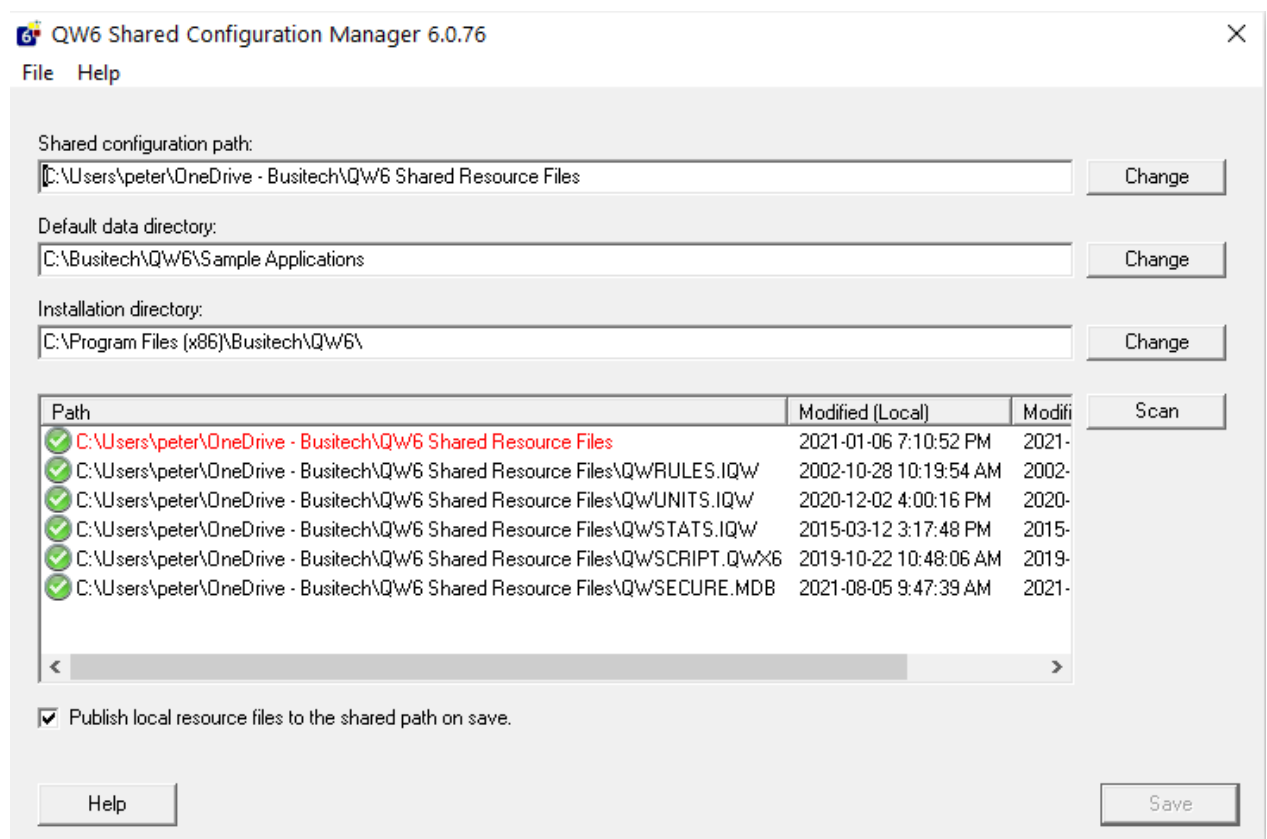 QW6 Shared Configuration Manager 6.0.76
File Help
Shared configuration path:
C:\Users\peter\OneDrive - Busitech\QW6 Shared Resource Files Change
Default data directory:
C:\Busitech\QW6\Sample Applications Change
Installation directory:
C:\Program Files (x86)\Busitech\QW6\ Change
Path Modified (Local) Modifi Scan
C:\Users\peter\OneDrive - Busitech\QW6 Shared Resource Files 2021-01-06 7:10:52 PM 2021-
C:\Users\peter\OneDrive - Busitech\QW6 Shared Resource Files\QWRULES.IQW 2002-10-28 10:19:54 AM 2002-
C:\Users\peter\OneDrive - Busitech\QW6 Shared Resource Files\QWUNITS.IQW 2020-12-02 4:00:16 PM 2020-
C:\Users\peter\OneDrive - Busitech\QW6 Shared Resource Files\QWSTATS.IQW 2015-03-12 3:17:48 PM 2015-
C:\Users\peter\OneDrive - Busitech\QW6 Shared Resource Files\QWSCRIPT.QWX6 2019-10-22 10:48:06 AM 2019-
C:\Users\peter\OneDrive - Busitech\QW6 Shared Resource Files\QWSECURE.MDB 2021-08-05 9:47:39 AM 2021-
Publish local resource files to the shared path on save.
Help Save